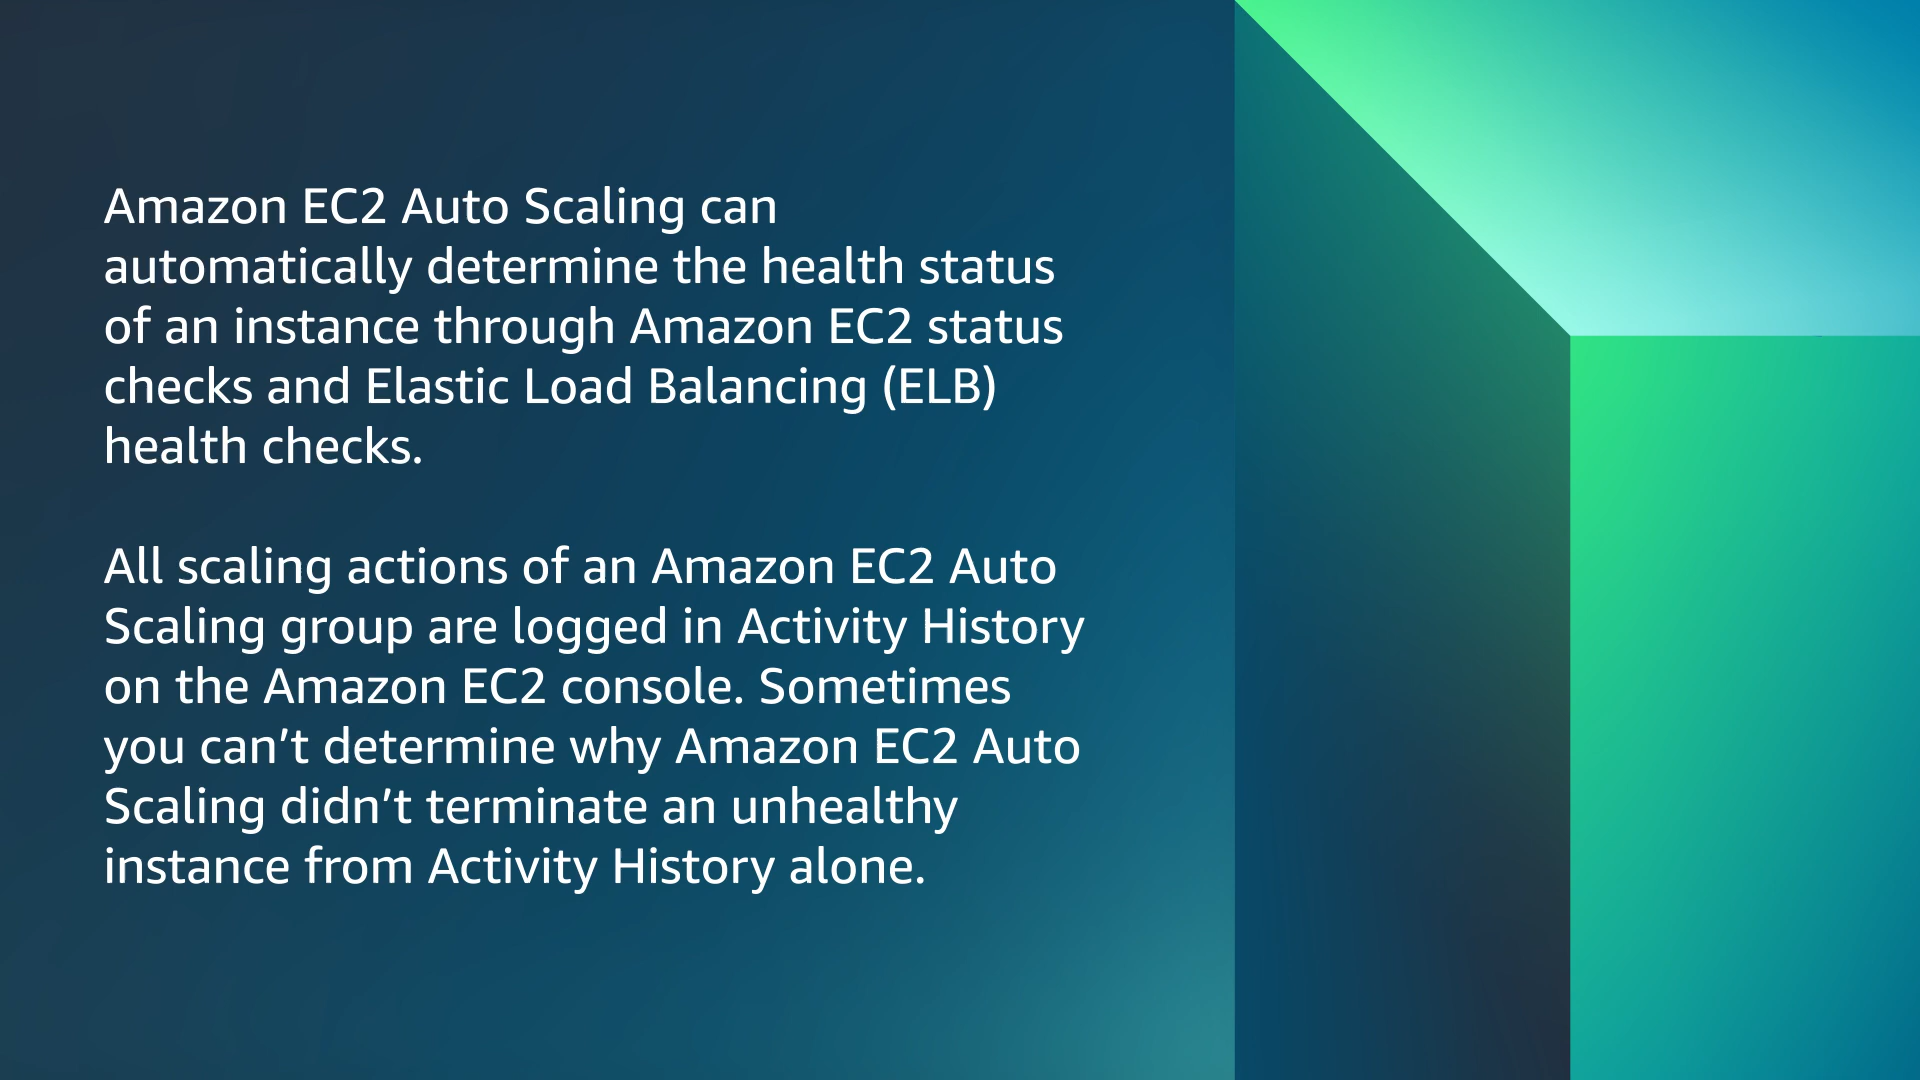 Amazon EC2 Auto Scaling can
automatically determine the health status
of an instance through Amazon EC2 status
checks and Elastic Load Balancing (ELB)
health checks.
All scaling actions of an Amazon EC2 Auto
Scaling group are logged in Activity History
on the Amazon EC2 console. Sometimes
you can’t determine why Amazon EC2 Auto
Scaling didn’t terminate an unhealthy
instance from Activity History alone.